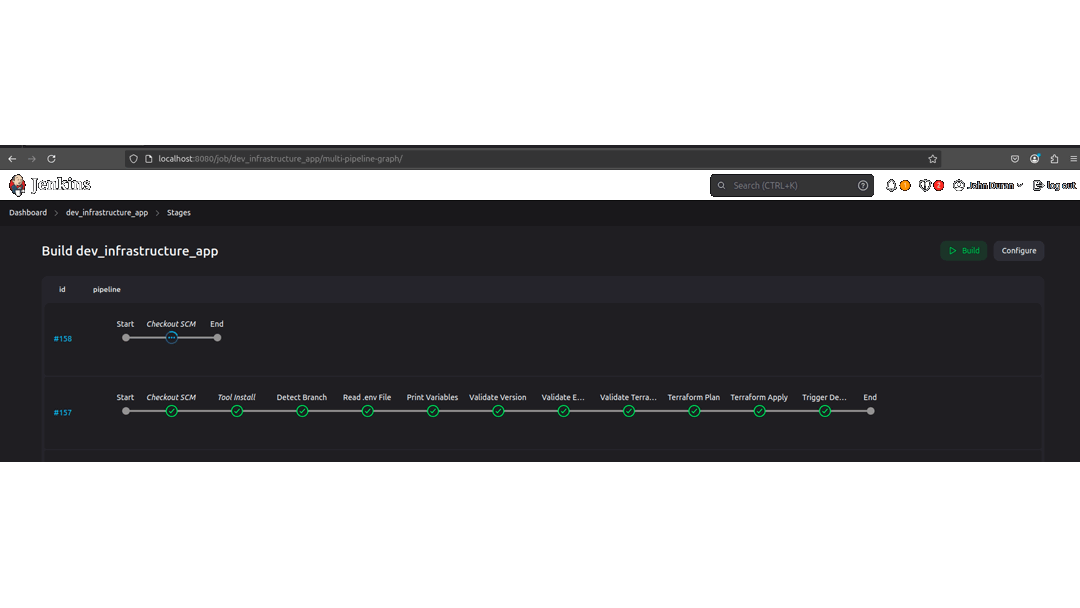 localhost:8080/job/dev_infrastructure_app/multi-pipeline-graph/
Jenkins
Search (CTRL+K)
2
John Duran
log out
Dashboard
dev_infrastructure_app
Stages
Build dev_infrastructure_app
Build
Configure
id
pipeline
Start
Checkout SCM
End
#158
Start
Checkout SCM
Tool Install
Detect Branch
Read .env File
Print Variables
Validate Version
Validate E...
Validate Terra...
Terraform Plan
Terraform Apply
Trigger De...
End
#157